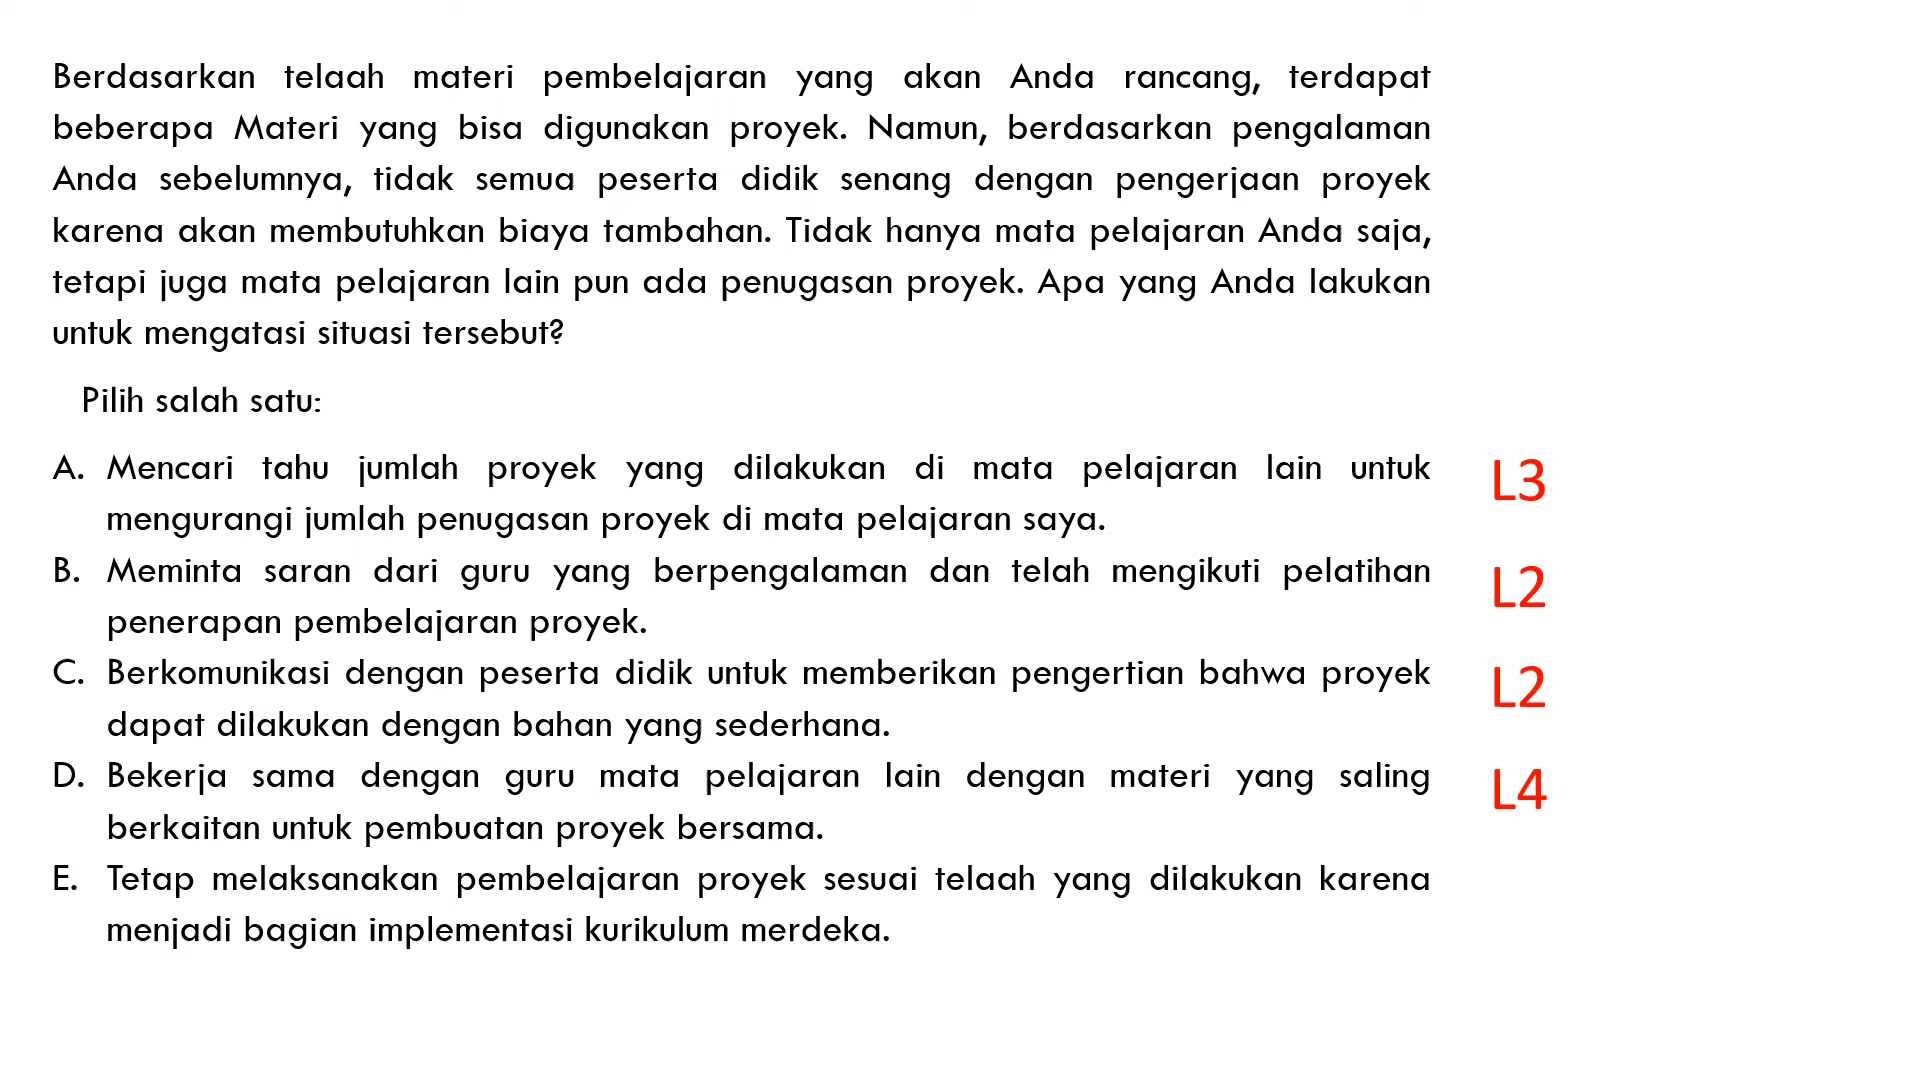 Berdasarkan telaah materi pembelajaran yang akan Anda rancang, terdapat
beberapa Materi yang bisa digunakan proyek. Namun, berdasarkan pengalaman
Anda sebelumnya, tidak semua peserta didik senang dengan pengerjaan proyek
karena akan membutuhkan biaya tambahan. Tidak hanya mata pelajaran Anda saja,
tetapi juga mata pelajaran lain pun ada penugasan proyek. Apa yang Anda lakukan
untuk mengatasi situasi tersebut?
Pilih salah satu:
A. Mencari tahu jumlah proyek yang dilakukan di mata pelajaran lain untuk L3
mengurangi jumlah penugasan proyek di mata pelajaran saya.
B. Meminta saran dari guru yang berpengalaman dan telah mengikuti pelatihan L2
penerapan pembelajaran proyek.
C. Berkomunikasi dengan peserta didik untuk memberikan pengertian bahwa proyek L2
dapat dilakukan dengan bahan yang sederhana.
D. Bekerja sama dengan guru mata pelajaran lain dengan materi yang saling L4
berkaitan untuk pembuatan proyek bersama.
E. Tetap melaksanakan pembelajaran proyek sesuai telaah yang dilakukan karena
menjadi bagian implementasi kurikulum merdeka.